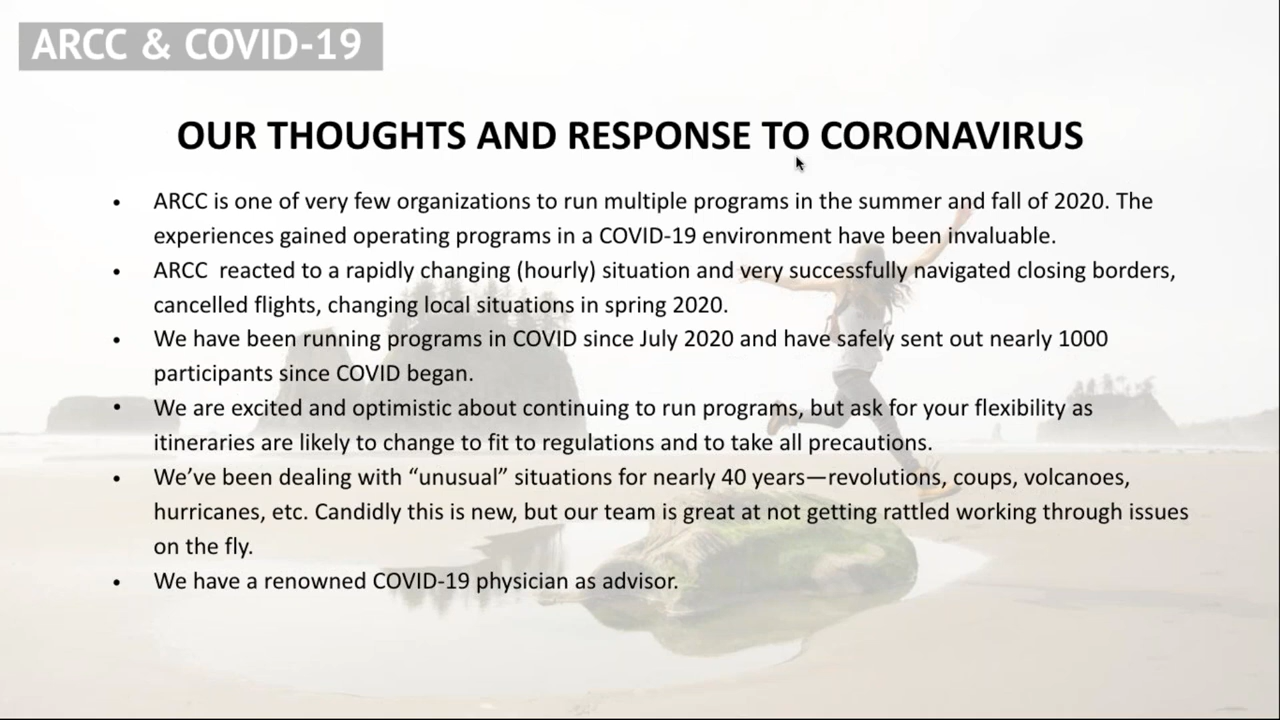 ARCC & COVID-19
OUR THOUGHTS AND RESPONSE TO CORONAVIRUS
• ARCC is one of very few organizations to run multiple programs in the summer and fall of 2020. The
experiences gained operating programs in a COVID-19 environment have been invaluable.
• ARCC  reacted to a rapidly changing (hourly) situation and very successfully navigated closing borders,
cancelled flights, changing local situations in spring 2020.
• We have been running programs in COVID since July 2020 and have safely sent out nearly 1000
participants since COVID began.
• We are excited and optimistic about continuing to run programs, but ask for your flexibility as
itineraries are likely to change to fit to regulations and to take all precautions.
• We’ve been dealing with “unusual” situations for nearly 40 years—revolutions, coups, volcanoes,
hurricanes, etc. Candidly this is new, but our team is great at not getting rattled working through issues
on the fly.
• We have a renowned COVID-19 physician as advisor.